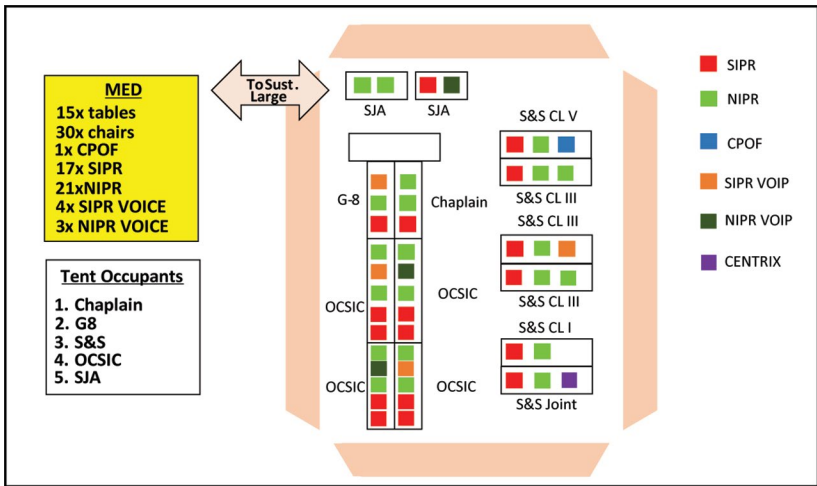 MED
15x tables
30x chairs
1x CPOF
17x SIPR
21xNIPR
4x SIPR VOICE
3x NIPR VOICE
Tent Occupants
1. Chaplain
2. G8
3. S&S
4. OCSIC
5. SJA
To Sust.
Large
SJA
SJA
G-8
Chaplain
OCSIC
OCSIC
OCSIC
OCSIC
S&S CL V
S&S CL III
S&S CL III
S&S CL III
S&S CL I
S&S Joint
SIPR
NIPR
CPOF
SIPR VOIP
NIPR VOIP
CENTRIX